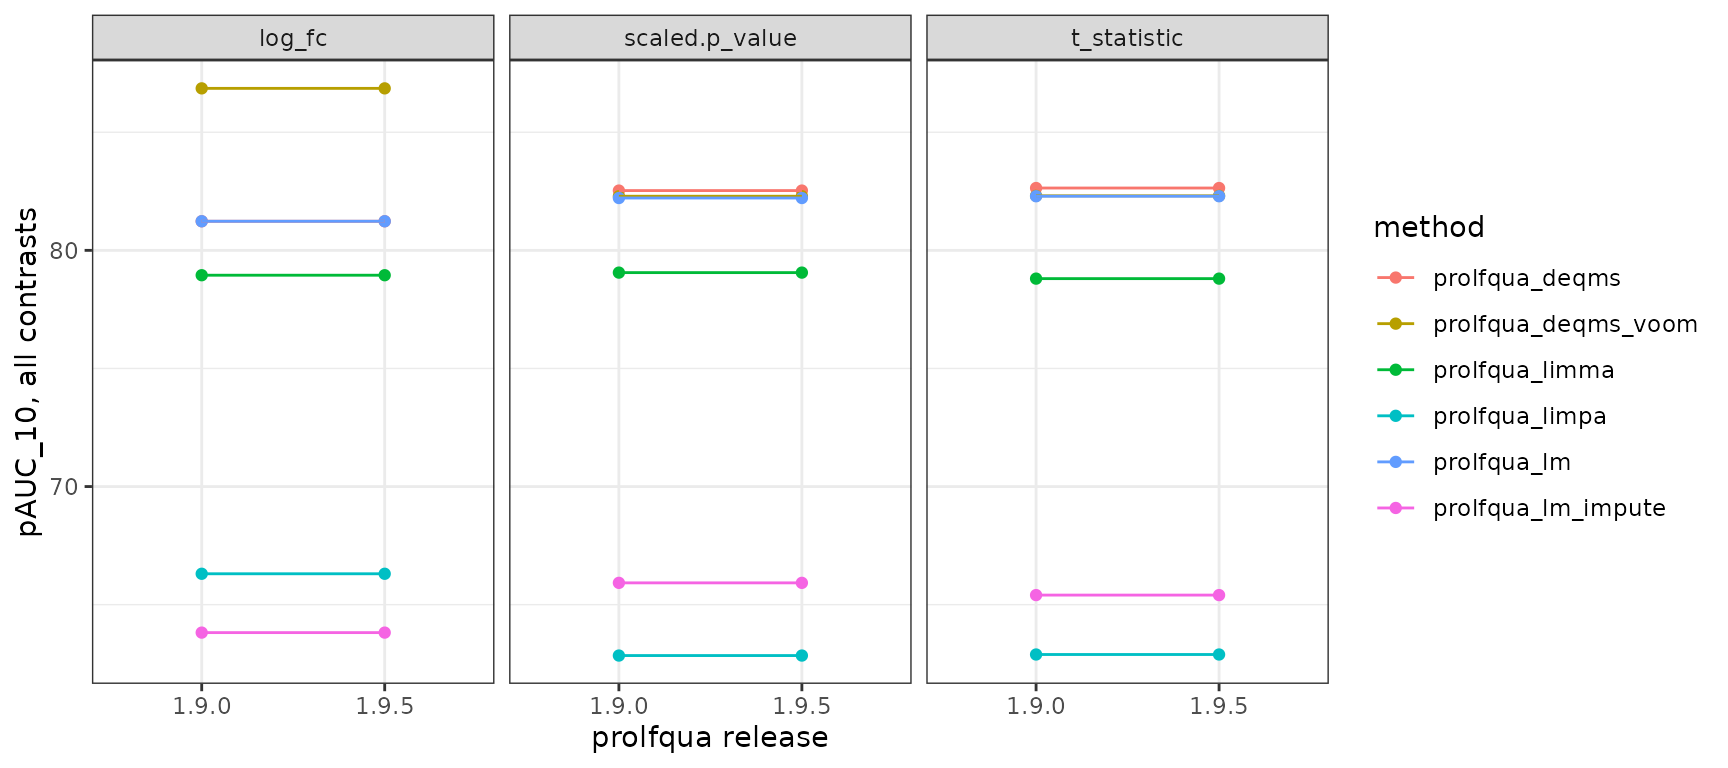 log_fc
scaled.p_value
t_statistic
pAUC_10, all contrasts
80
70
1.9.0
1.9.5
1.9.0
1.9.5
1.9.0
1.9.5
prolfqua release
method
prolfqua_deqms
prolfqua_deqms_voom
prolfqua_limma
prolfqua_limpa
prolfqua_lm
prolfqua_lm_impute